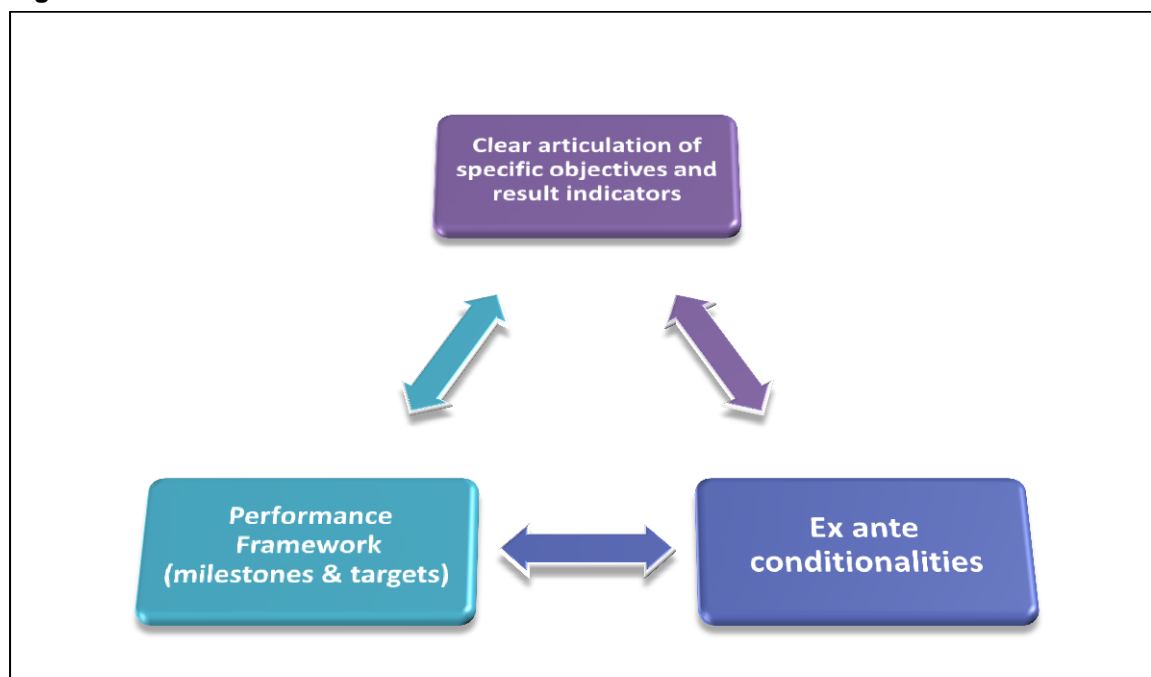 Clear articulation of
specific objectives and
result indicators
Performance
Framework
(milestones & targets)
Ex ante
conditionalities